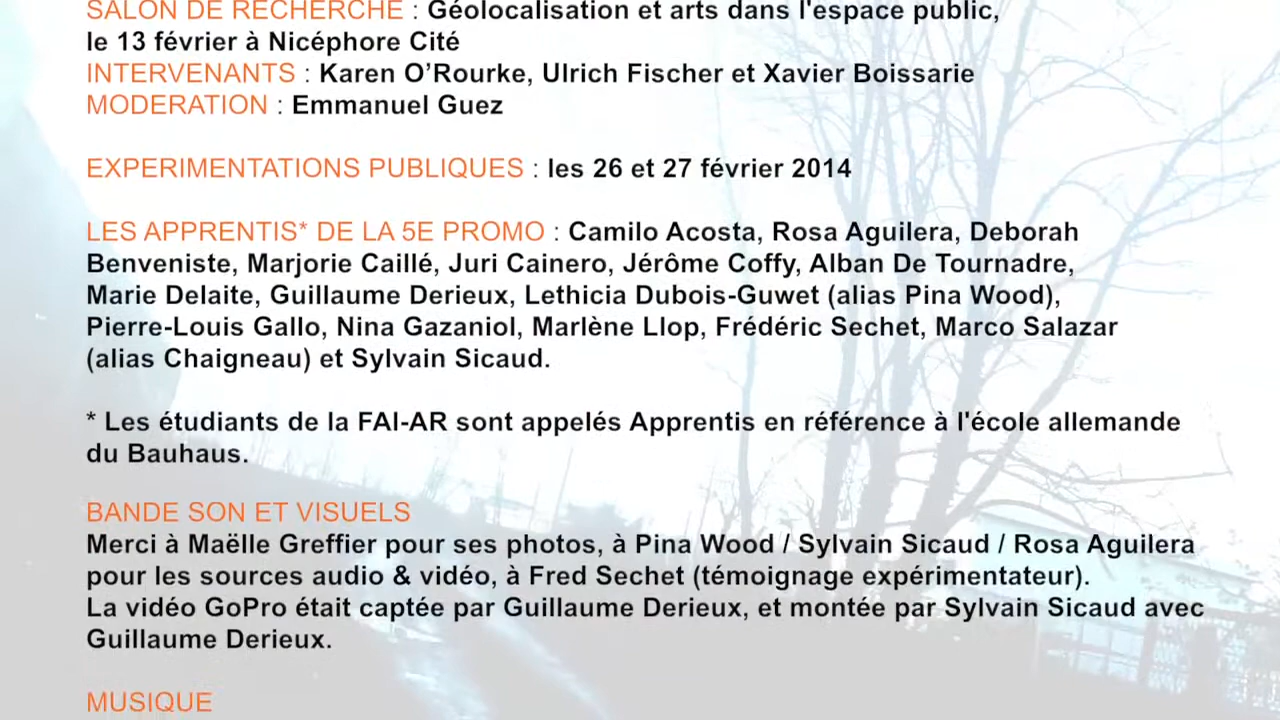 SALON DE RECHERCHE : Géolocalisation et arts dans l'espace public,
le 13 février à Nicéphore Cité
INTERVENANTS : Karen O’Rourke, Ulrich Fischer et Xavier Boissarie
MODERATION : Emmanuel Guez
EXPERIMENTATIONS PUBLIQUES : les 26 et 27 février 2014
LES APPRENTIS* DE LA 5E PROMO : Camilo Acosta, Rosa Aguilera, Deborah
Benveniste, Marjorie Caillé, Juri Cainero, Jérôme Coffy, Alban De Tournadre,
Marie Delaite, Guillaume Derieux, Lethicia Dubois-Guwet (alias Pina Wood),
Pierre-Louis Gallo, Nina Gazaniol, Marlène Llop, Frédéric Sechet, Marco Salazar
(alias Chaigneau) et Sylvain Sicaud.
* Les étudiants de la FAI-AR sont appelés Apprentis en référence à l'école allemande
du Bauhaus.
BANDE SON ET VISUELS
Merci à Maëlle Greffier pour ses photos, à Pina Wood / Sylvain Sicaud / Rosa Aguilera
pour les sources audio & vidéo, à Fred Sechet (témoignage expérimentateur).
La vidéo GoPro était captée par Guillaume Derieux, et montée par Sylvain Sicaud avec
Guillaume Derieux.
MUSIQUE